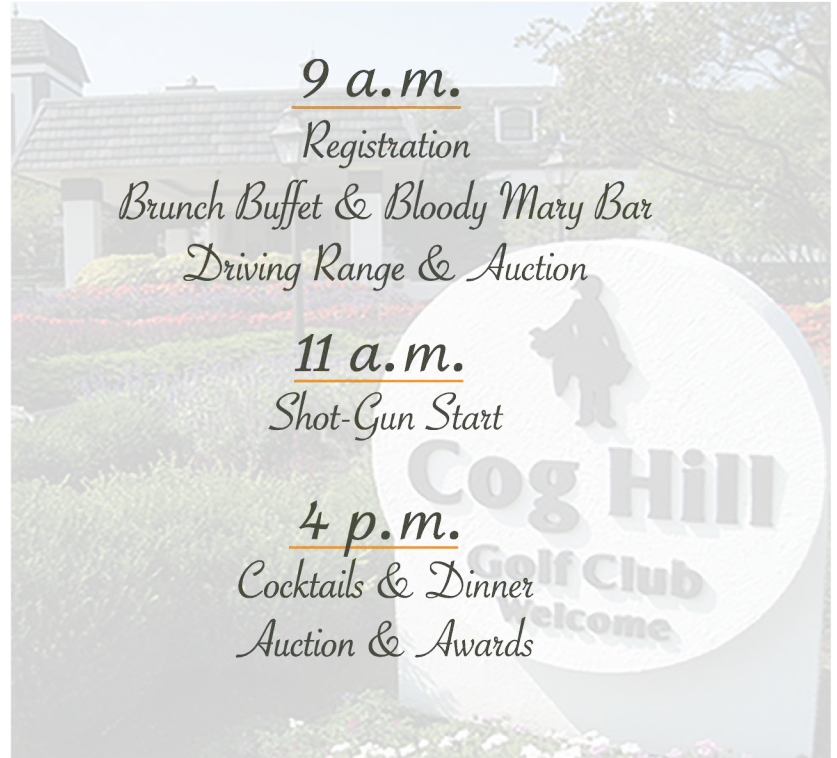 9 a.m.
Registration
Brunch Buffet & Bloody Mary Bar
Driving Range & Auction
11 a.m.
Shot-Gun Start
Cog Hill
4 p.m.
Golf Club
Cocktails & Dinner
Welcome
Auction & Awards